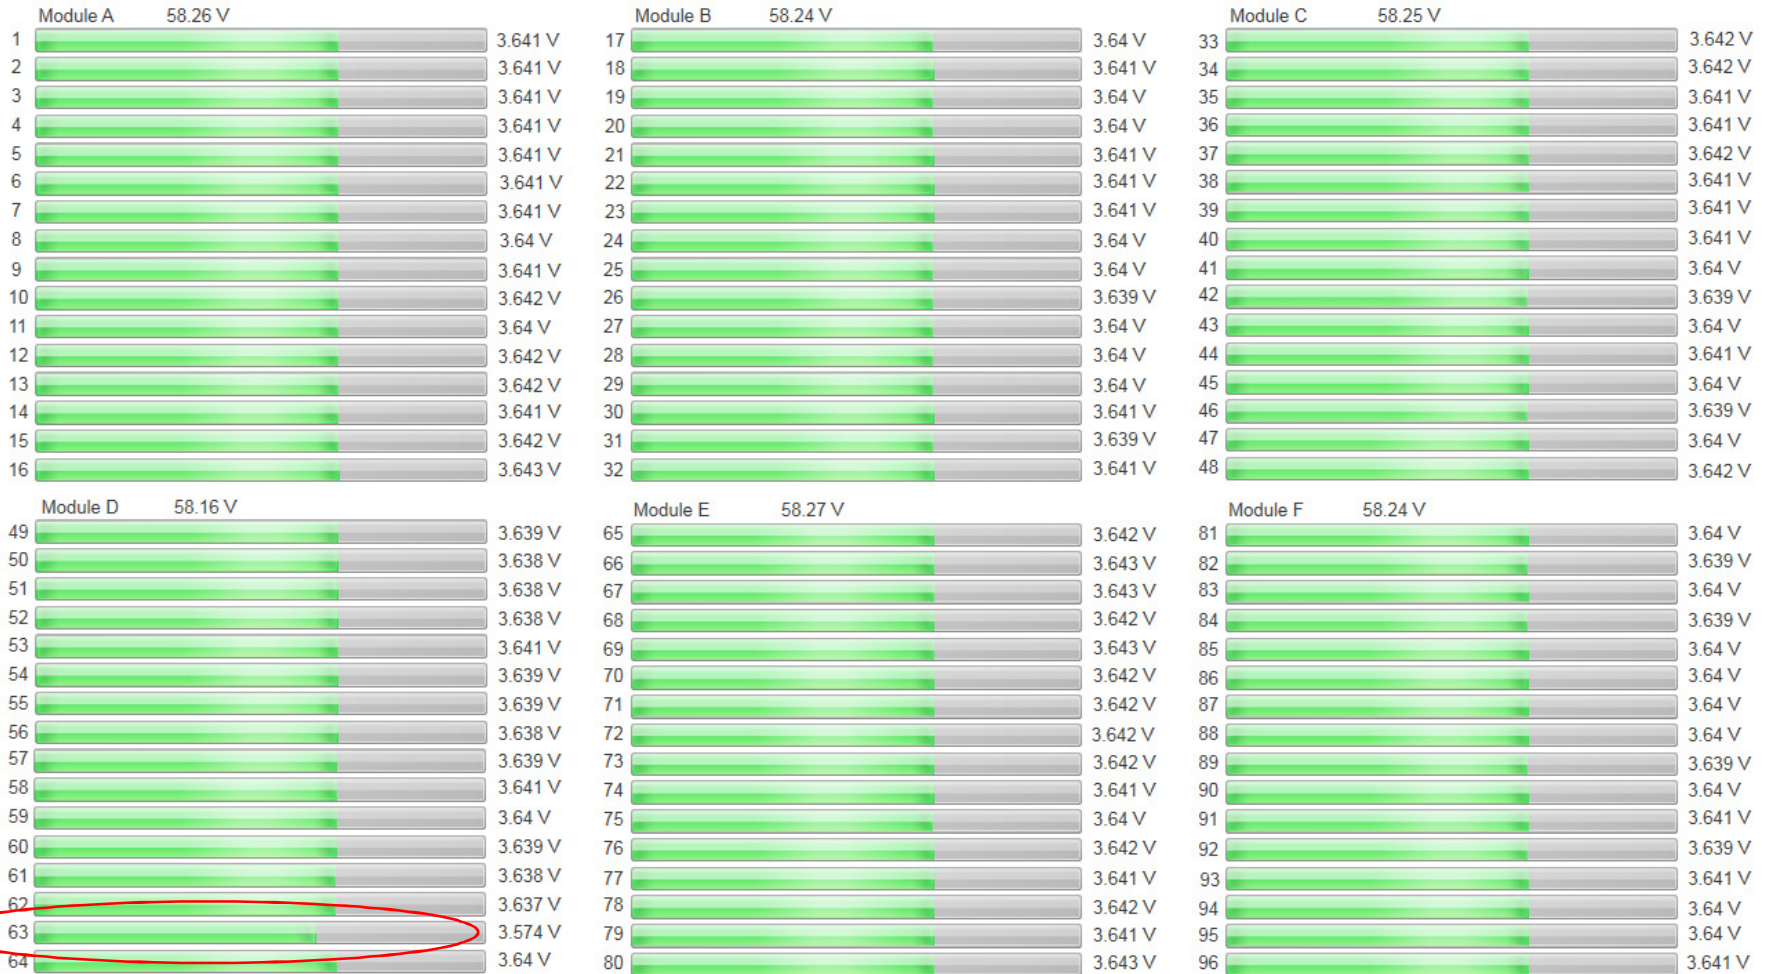 Module A 58.26 V
1 3.641 V
2 3.641 V
3 3.641 V
4 3.641 V
5 3.641 V
6 3.641 V
7 3.641 V
8 3.64 V
9 3.641 V
10 3.642 V
11 3.64 V
12 3.642 V
13 3.642 V
14 3.641 V
15 3.642 V
16 3.643 V
Module B 58.24 V
17 3.64 V
18 3.641 V
19 3.64 V
20 3.64 V
21 3.641 V
22 3.641 V
23 3.641 V
24 3.64 V
25 3.64 V
26 3.639 V
27 3.64 V
28 3.64 V
29 3.64 V
30 3.641 V
31 3.639 V
32 3.641 V
Module C 58.25 V
33 3.642 V
34 3.642 V
35 3.641 V
36 3.641 V
37 3.642 V
38 3.641 V
39 3.641 V
40 3.641 V
41 3.64 V
42 3.639 V
43 3.64 V
44 3.641 V
45 3.64 V
46 3.639 V
47 3.64 V
48 3.642 V
Module D 58.16 V
49 3.639 V
50 3.638 V
51 3.638 V
52 3.638 V
53 3.641 V
54 3.639 V
55 3.639 V
56 3.638 V
57 3.639 V
58 3.641 V
59 3.64 V
60 3.639 V
61 3.638 V
62 3.637 V
63 3.574 V
64 3.64 V
Module E 58.27 V
65 3.642 V
66 3.643 V
67 3.643 V
68 3.642 V
69 3.643 V
70 3.642 V
71 3.642 V
72 3.642 V
73 3.642 V
74 3.641 V
75 3.64 V
76 3.642 V
77 3.641 V
78 3.642 V
79 3.641 V
80 3.643 V
Module F 58.24 V
81 3.64 V
82 3.639 V
83 3.64 V
84 3.639 V
85 3.64 V
86 3.64 V
87 3.64 V
88 3.64 V
89 3.639 V
90 3.64 V
91 3.641 V
92 3.639 V
93 3.641 V
94 3.64 V
95 3.64 V
96 3.641 V